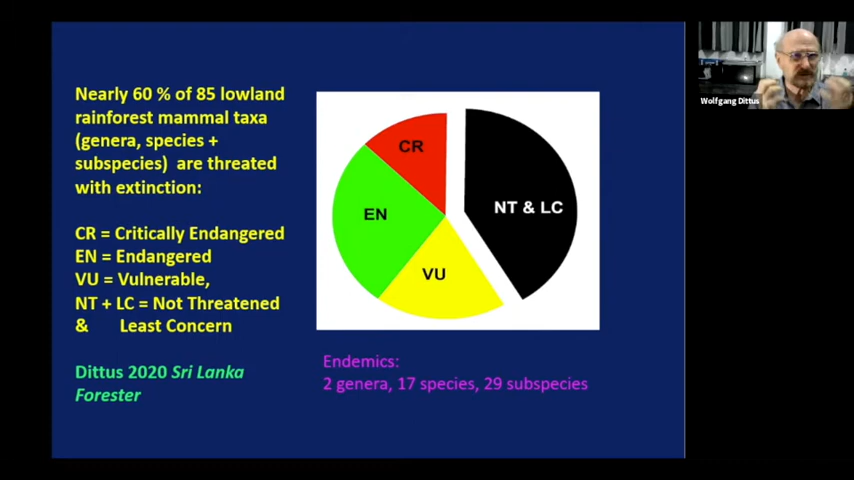 Nearly 60 % of 85 lowland
rainforest mammal taxa
(genera, species +
subspecies) are threated
with extinction:
CR = Critically Endangered
EN = Endangered
VU = Vulnerable,
NT + LC = Not Threatened
& Least Concern
Dittus 2020 Sri Lanka
Forester
CR
EN
VU
NT & LC
Endemics:
2 genera, 17 species, 29 subspecies
Wolfgang Dittus